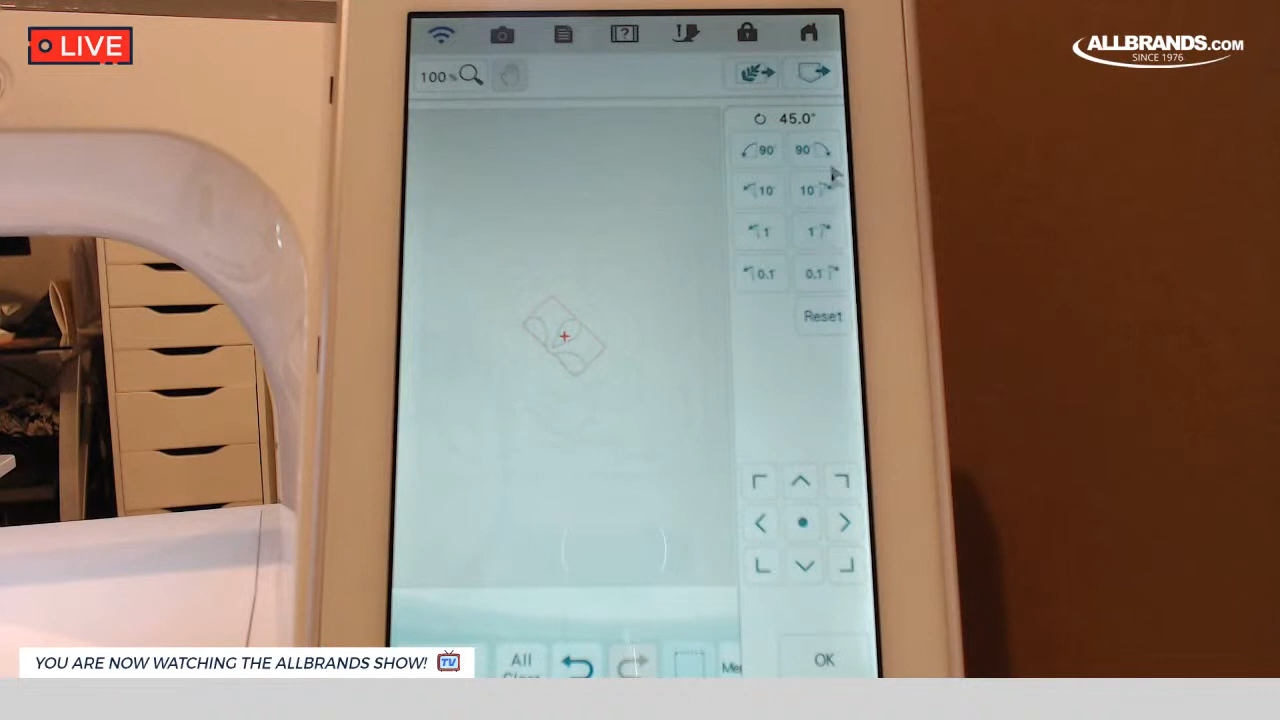 LIVE
ALLBRANDS.COM
SINCE 1976
100%
45.0°
90° 90°
10° 10°
1° 1°
0.1° 0.1°
Reset
All
OK
YOU ARE NOW WATCHING THE ALLBRANDS SHOW! TV